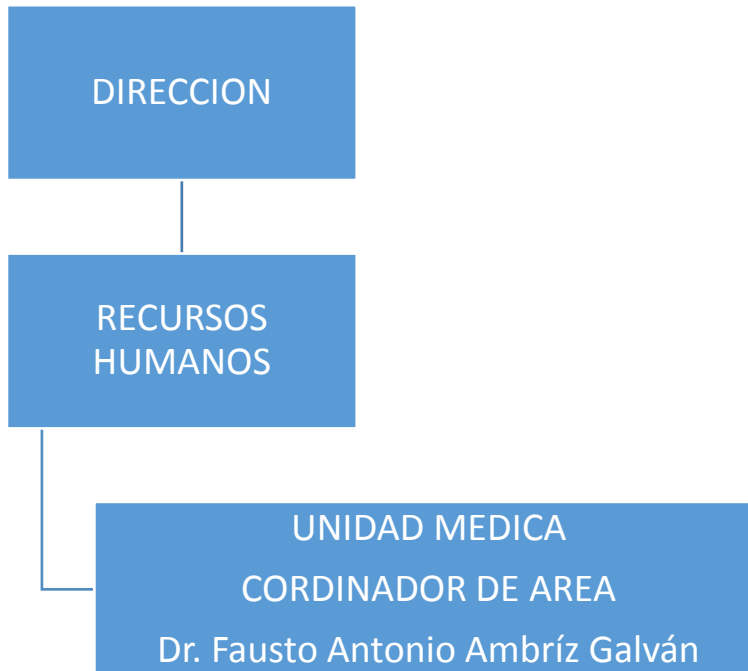 DIRECCION
RECURSOS
HUMANOS
UNIDAD MEDICA
CORDINADOR DE AREA
Dr. Fausto Antonio Ambríz Galván